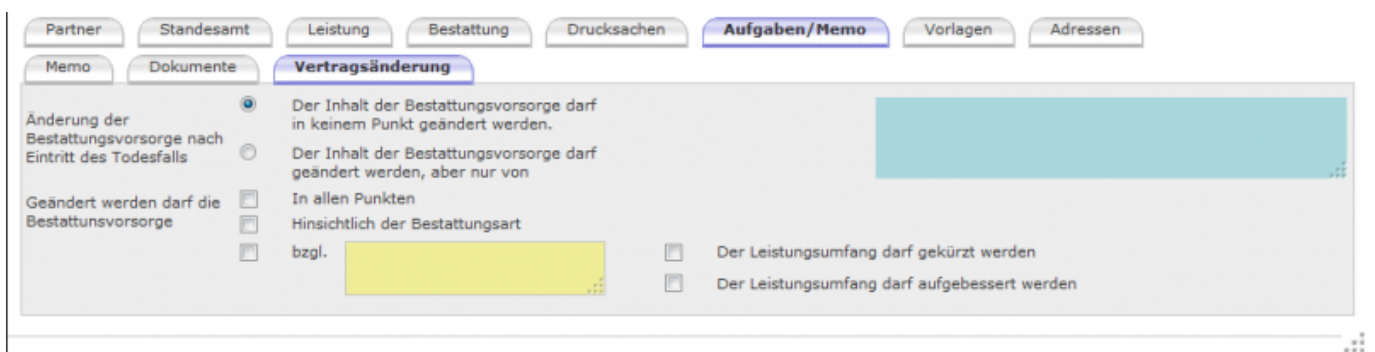 Partner Standesamt Leistung Bestattung Drucksachen Aufgaben/Memo Vorlagen Adressen
Memo Dokumente Vertragsänderung
Änderung der
Bestattungsvorsorge nach
Eintritt des Todesfalls
Der Inhalt der Bestattungsvorsorge darf
in keinem Punkt geändert werden.
Der Inhalt der Bestattungsvorsorge darf
geändert werden, aber nur von
Geändert werden darf die
Bestattunsvorsorge
In allen Punkten
Hinsichtlich der Bestattungsart
bzgl.
Der Leistungsumfang darf gekürzt werden
Der Leistungsumfang darf aufgebessert werden